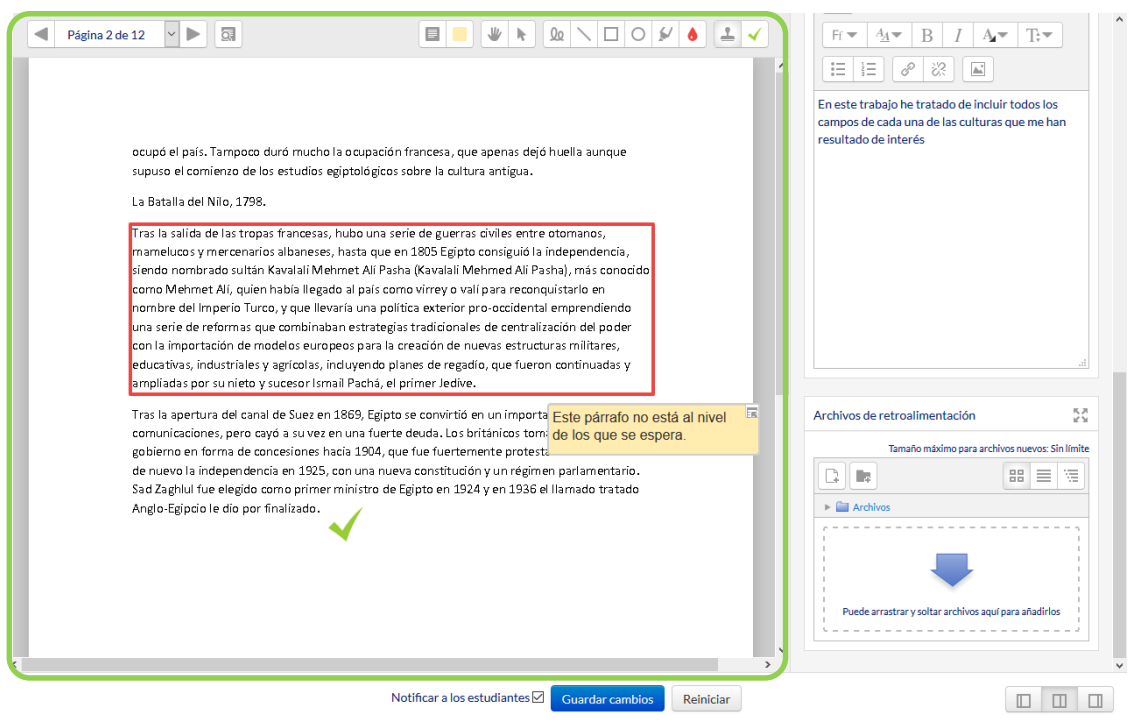 Página 2 de 12
ocupó el país. Tampoco duró mucho la ocupación francesa, que apenas dejó huella aunque
supuso el comienzo de los estudios egiptológicos sobre la cultura antigua.
La Batalla del Nilo, 1798.
Tras la salida de las tropas francesas, hubo una serie de guerras civiles entre otomanos,
mamelucos y mercenarios albaneses, hasta que en 1805 Egipto consiguió la independencia,
siendo nombrado sultán Kavalali Mehmet Alí Pasha (Kavalali Mehmed Ali Pasha), más conocido
como Mehmet Alí, quien había llegado al país como virrey o valí para reconquistarlo en
nombre del Imperio Turco, y que llevaría una política exterior pro-occidental emprendiendo
una serie de reformas que combinaban estrategias tradicionales de centralización del poder
con la importación de modelos europeos para la creación de nuevas estructuras militares,
educativas, industriales y agrícolas, incluyendo planes de regadío, que fueron continuadas y
ampliadas por su nieto y sucesor Ismail Pachá, el primer Jedive.
Tras la apertura del canal de Suez en 1869, Egipto se convirtió en un importa
comunicaciones, pero cayó a su vez en una fuerte deuda. Los británicos toma
gobierno en forma de concesiones hacia 1904, que fue fuertemente protesta
de nuevo la independencia en 1925, con una nueva constitución y un régimen parlamentario.
Sad Zaghlul fue elegido como primer ministro de Egipto en 1924 y en 1936 el llamado tratado
Anglo-Egipcio le dio por finalizado.
Este párrafo no está al nivel
de los que se espera.
En este trabajo he tratado de incluir todos los
campos de cada una de las culturas que me han
resultado de interés
Archivos de retroalimentación
Tamaño máximo para archivos nuevos: Sin límite
Archivos
Puede arrastrar y soltar archivos aquí para añadirlos
Notificar a los estudiantes
Guardar cambios
Reiniciar